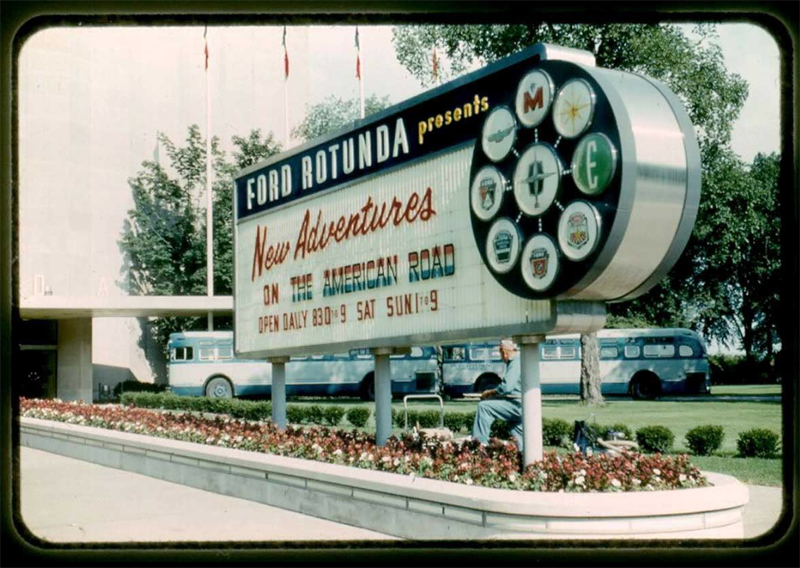 FORD ROTUNDA presents
New Adventures
ON THE AMERICAN ROAD
OPEN DAILY 830 TO 9 SAT SUN. 1 TO 9
M
E